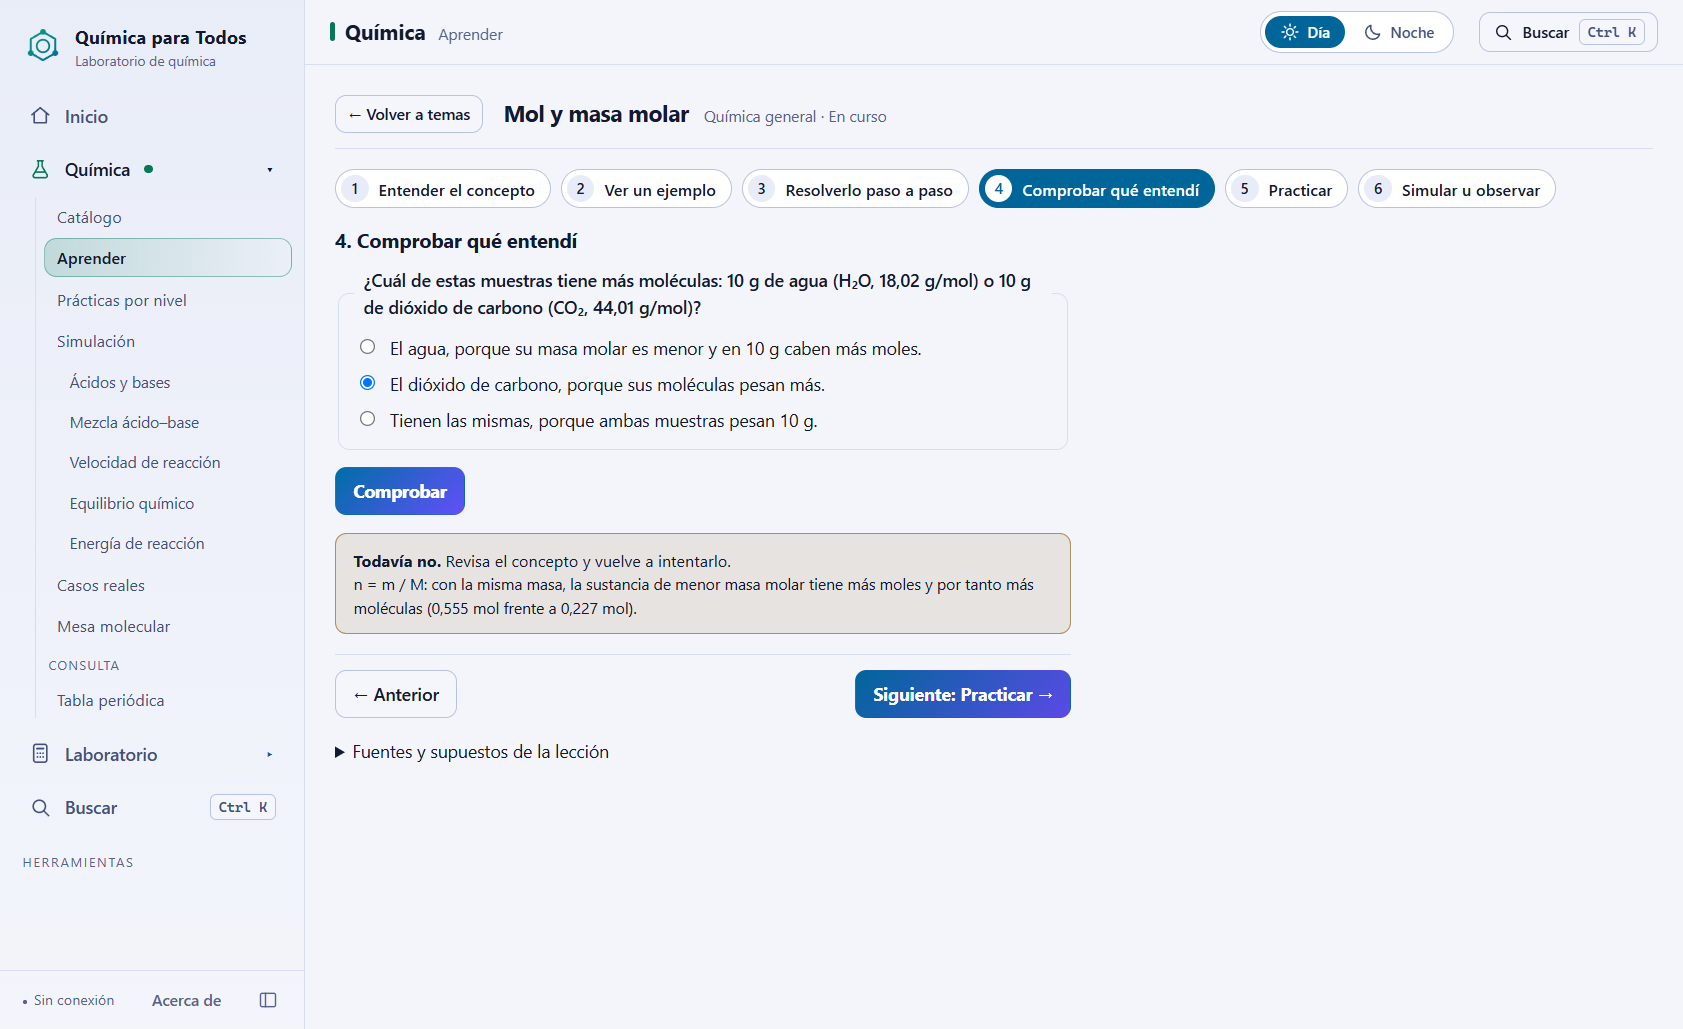 Química para Todos
Laboratorio de química
Inicio
Química
Catálogo
Aprender
Prácticas por nivel
Simulación
Ácidos y bases
Mezcla ácido–base
Velocidad de reacción
Equilibrio químico
Energía de reacción
Casos reales
Mesa molecular
CONSULTA
Tabla periódica
Laboratorio
Buscar Ctrl K
HERRAMIENTAS
Sin conexión Acerca de
Química Aprender
Día Noche Buscar Ctrl K
← Volver a temas Mol y masa molar Química general · En curso
1 Entender el concepto 2 Ver un ejemplo 3 Resolverlo paso a paso 4 Comprobar qué entendí 5 Practicar 6 Simular u observar
4. Comprobar qué entendí
¿Cuál de estas muestras tiene más moléculas: 10 g de agua (H₂O, 18,02 g/mol) o 10 g
de dióxido de carbono (CO₂, 44,01 g/mol)?
El agua, porque su masa molar es menor y en 10 g caben más moles.
El dióxido de carbono, porque sus moléculas pesan más.
Tienen las mismas, porque ambas muestras pesan 10 g.
Comprobar
Todavía no. Revisa el concepto y vuelve a intentarlo.
n = m / M: con la misma masa, la sustancia de menor masa molar tiene más moles y por tanto más
moléculas (0,555 mol frente a 0,227 mol).
← Anterior Siguiente: Practicar →
Fuentes y supuestos de la lección